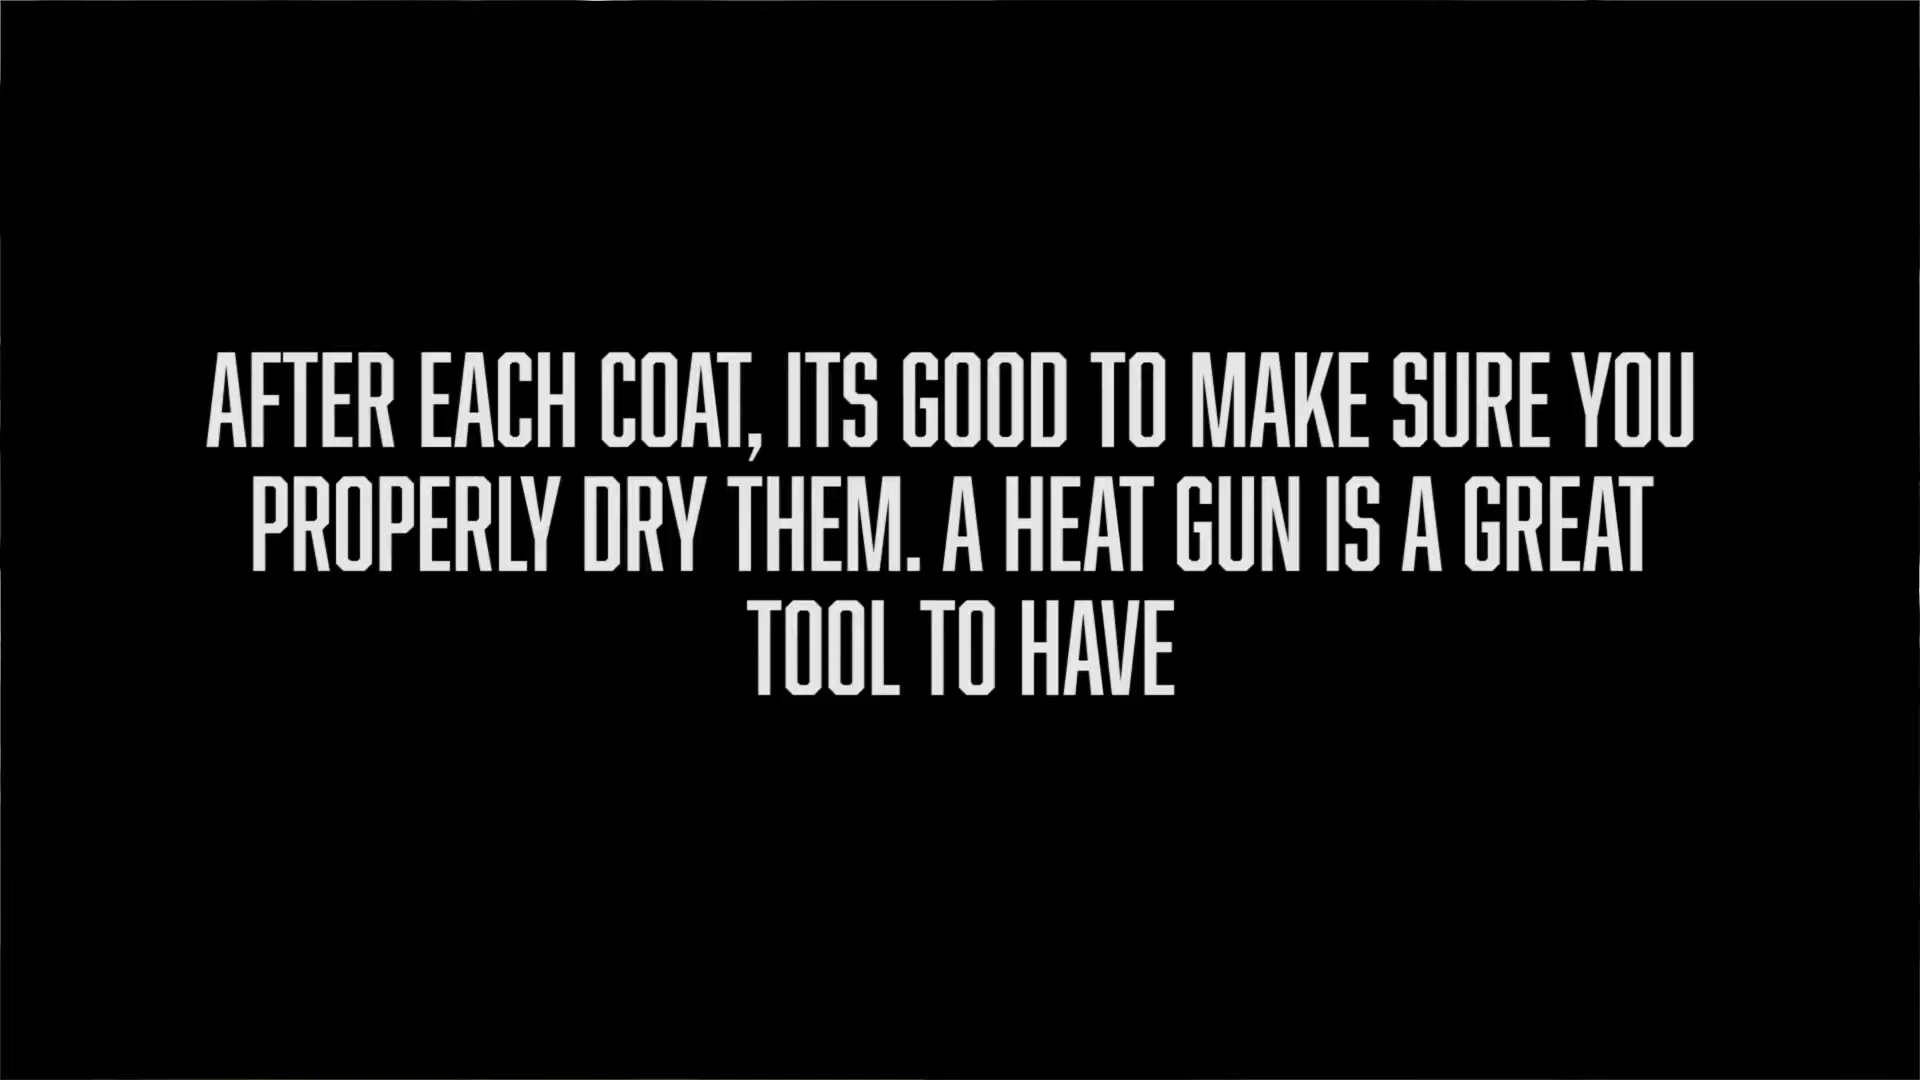 AFTER EACH COAT, ITS GOOD TO MAKE SURE YOU
PROPERLY DRY THEM. A HEAT GUN IS A GREAT
TOOL TO HAVE